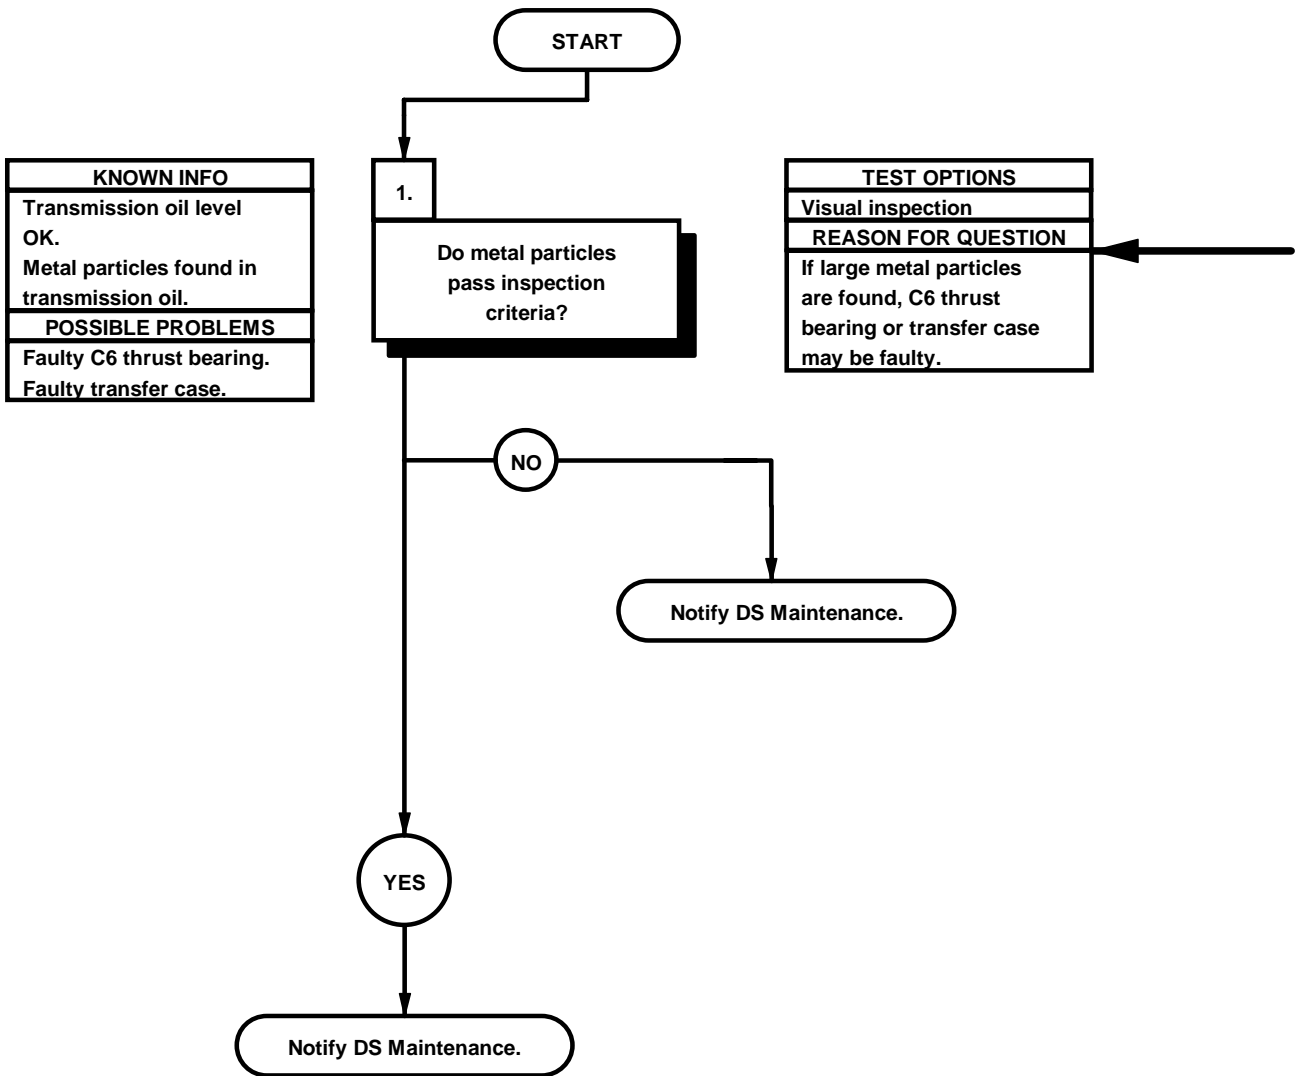 START
KNOWN INFO
Transmission oil level
OK.
Metal particles found in
transmission oil.
POSSIBLE PROBLEMS
Faulty C6 thrust bearing.
Faulty transfer case.
1.
Do metal particles
pass inspection
criteria?
TEST OPTIONS
Visual inspection
REASON FOR QUESTION
If large metal particles
are found, C6 thrust
bearing or transfer case
may be faulty.
NO
Notify DS Maintenance.
YES
Notify DS Maintenance.